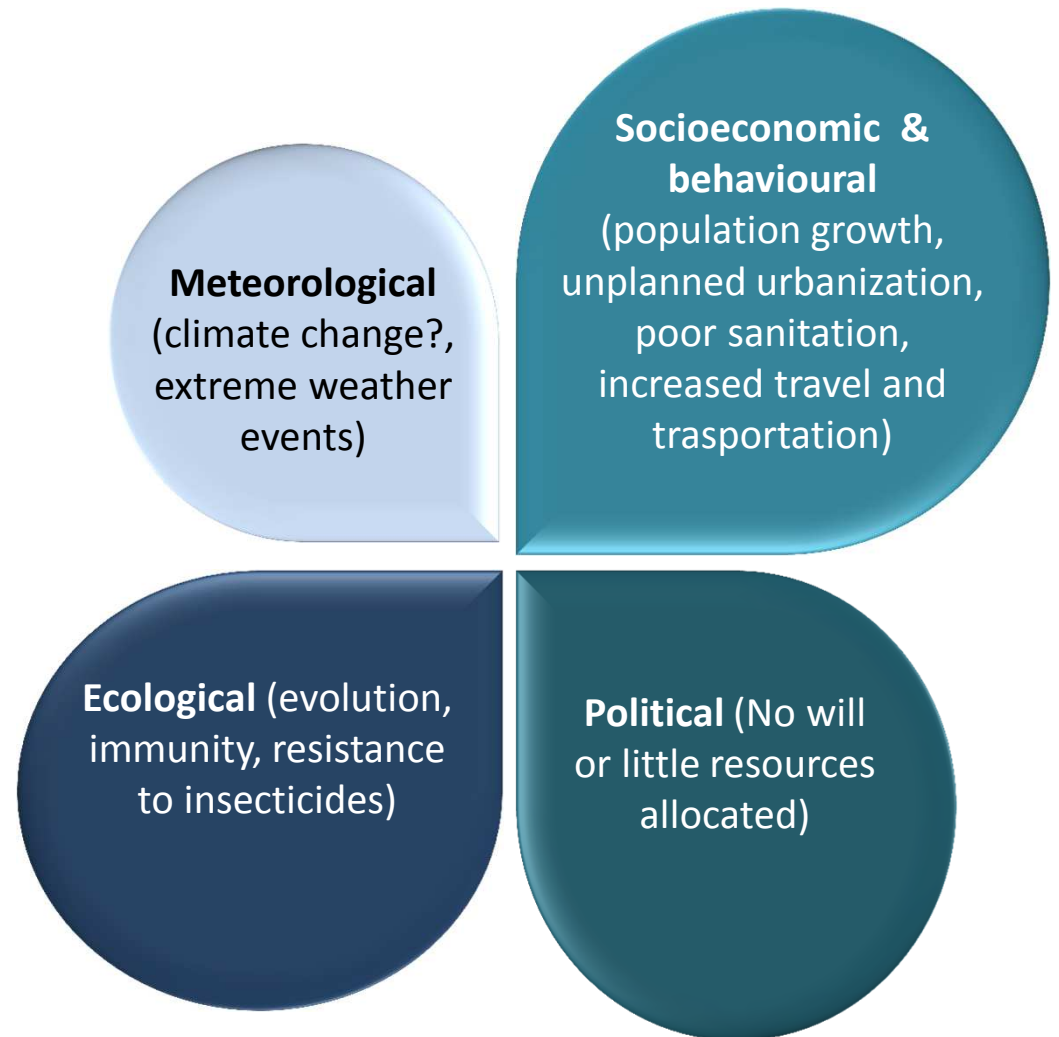 Meteorological
(climate change?,
extreme weather
events)
Socioeconomic &
behavioural
(population growth,
unplanned urbanization,
poor sanitation,
increased travel and
trasportation)
Ecological (evolution,
immunity, resistance
to insecticides)
Political (No will
or little resources
allocated)